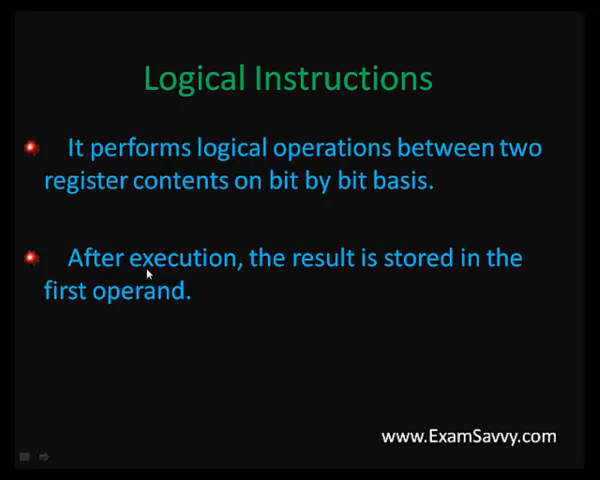 Logical Instructions
It performs logical operations between two
register contents on bit by bit basis.
After execution, the result is stored in the
first operand.
www.ExamSavvy.com